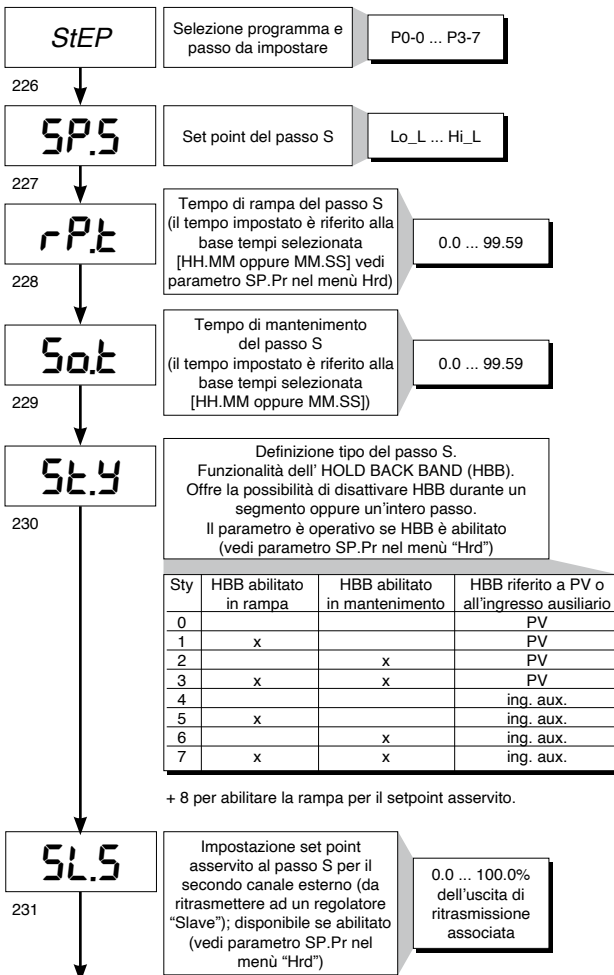 StEP
Selezione programma e
passo da impostare
P0-0 ... P3-7
226
SP.S
Set point del passo S
Lo_L ... Hi_L
227
rP.t
Tempo di rampa del passo S
(il tempo impostato è riferito alla
base tempi selezionata
[HH.MM oppure MM.SS] vedi
parametro SP.Pr nel menù Hrd)
0.0 ... 99.59
228
So.t
Tempo di mantenimento
del passo S
(il tempo impostato è riferito alla
base tempi selezionata
[HH.MM oppure MM.SS])
0.0 ... 99.59
229
St.Y
Definizione tipo del passo S.
Funzionalità dell' HOLD BACK BAND (HBB).
Offre la possibilità di disattivare HBB durante un
segmento oppure un'intero passo.
Il parametro è operativo se HBB è abilitato
(vedi parametro SP.Pr nel menù “Hrd”)
230
Sty HBB abilitato in rampa HBB abilitato in mantenimento HBB riferito a PV o all'ingresso ausiliario
0 PV
1 x PV
2 x PV
3 x x PV
4 ing. aux.
5 x ing. aux.
6 x ing. aux.
7 x x ing. aux.
+ 8 per abilitare la rampa per il setpoint asservito.
SL.S
Impostazione set point
asservito al passo S per il
secondo canale esterno (da
ritrasmettere ad un regolatore
“Slave”); disponibile se abilitato
(vedi parametro SP.Pr nel
menù “Hrd”)
0.0 ... 100.0%
dell'uscita di
ritrasmissione
associata
231